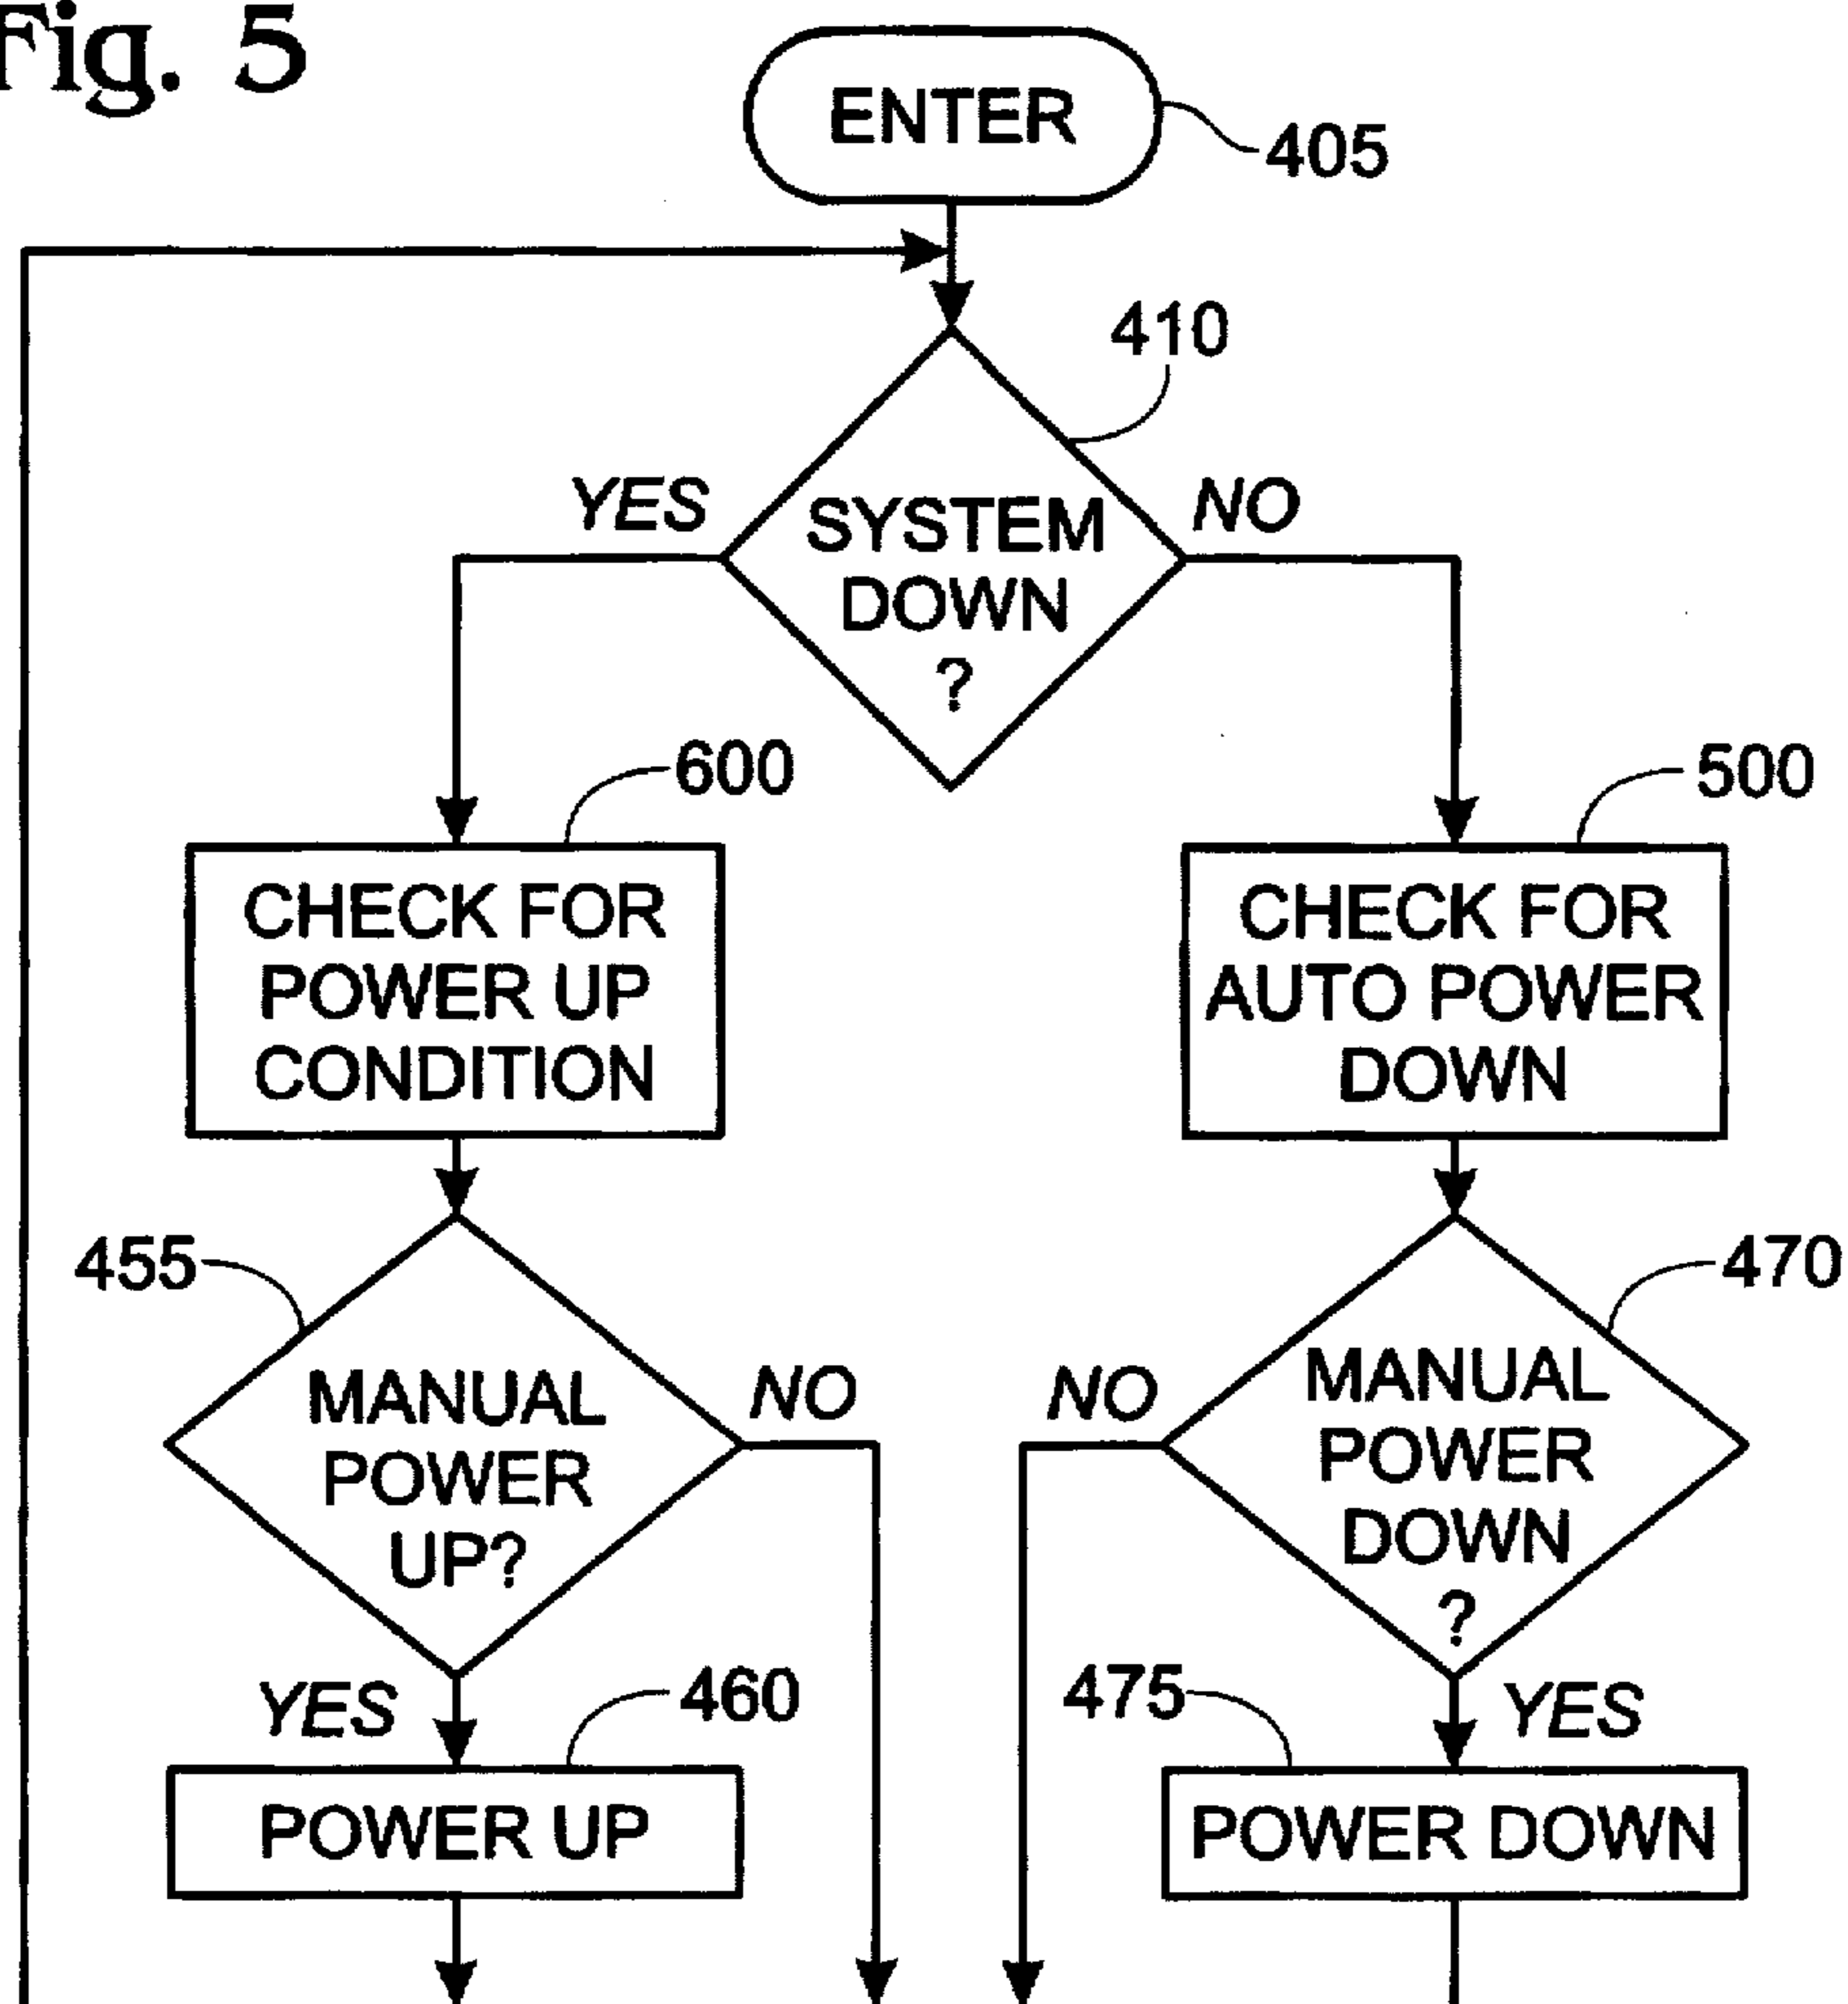 Fig. 5
ENTER
405
410
YES
SYSTEM
DOWN
?
NO
600
500
CHECK FOR
POWER UP
CONDITION
CHECK FOR
AUTO POWER
DOWN
455
470
MANUAL
POWER
UP?
NO
NO
MANUAL
POWER
DOWN
?
YES
460
475
YES
POWER UP
POWER DOWN